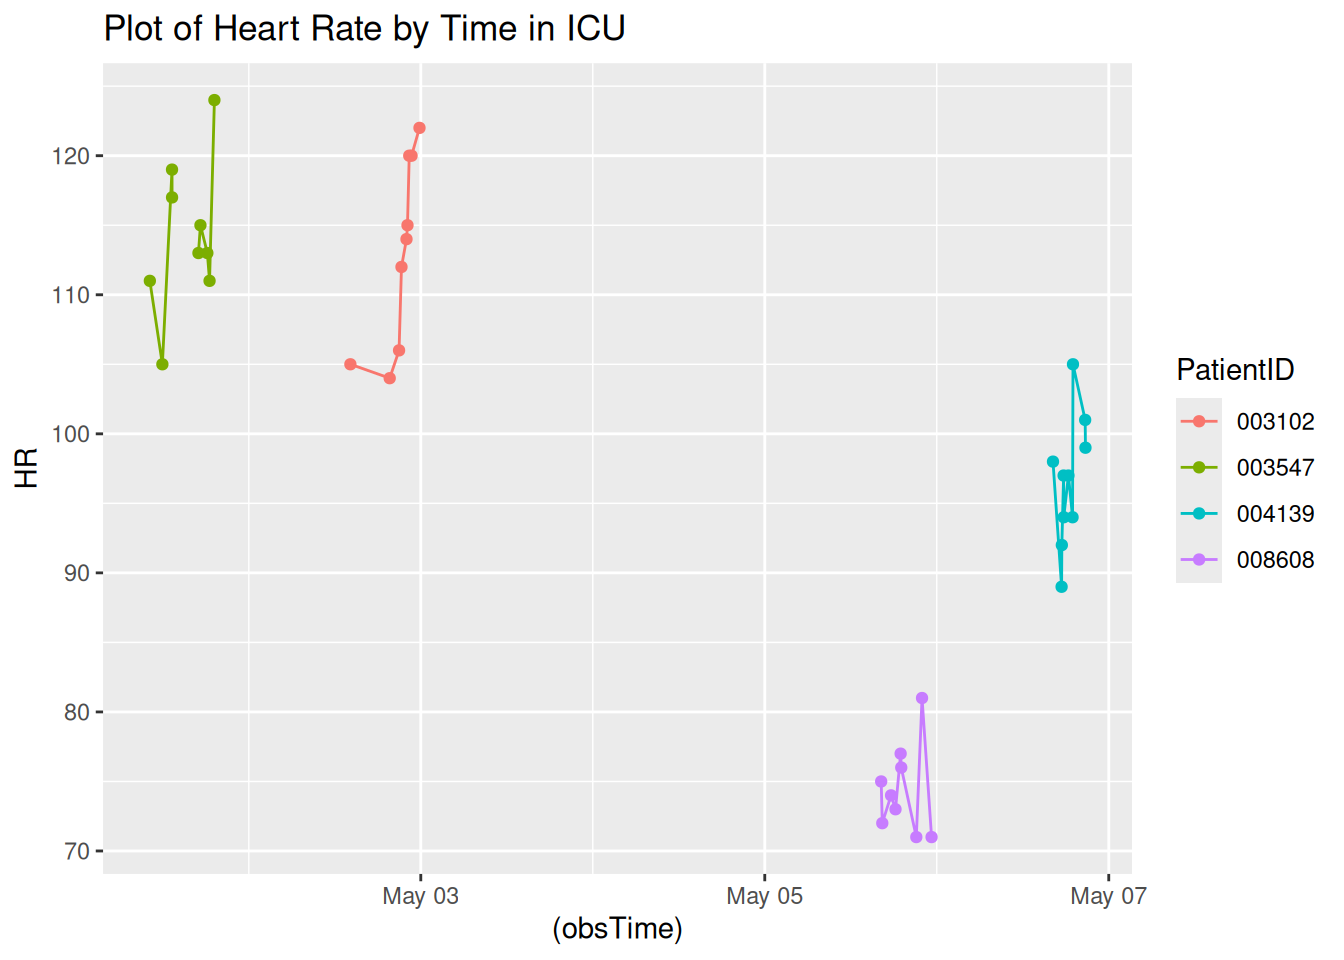 Plot of Heart Rate by Time in ICU
120
110
100
90
80
70
HR
May 03
May 05
May 07
(obsTime)
PatientID
003102
003547
004139
008608